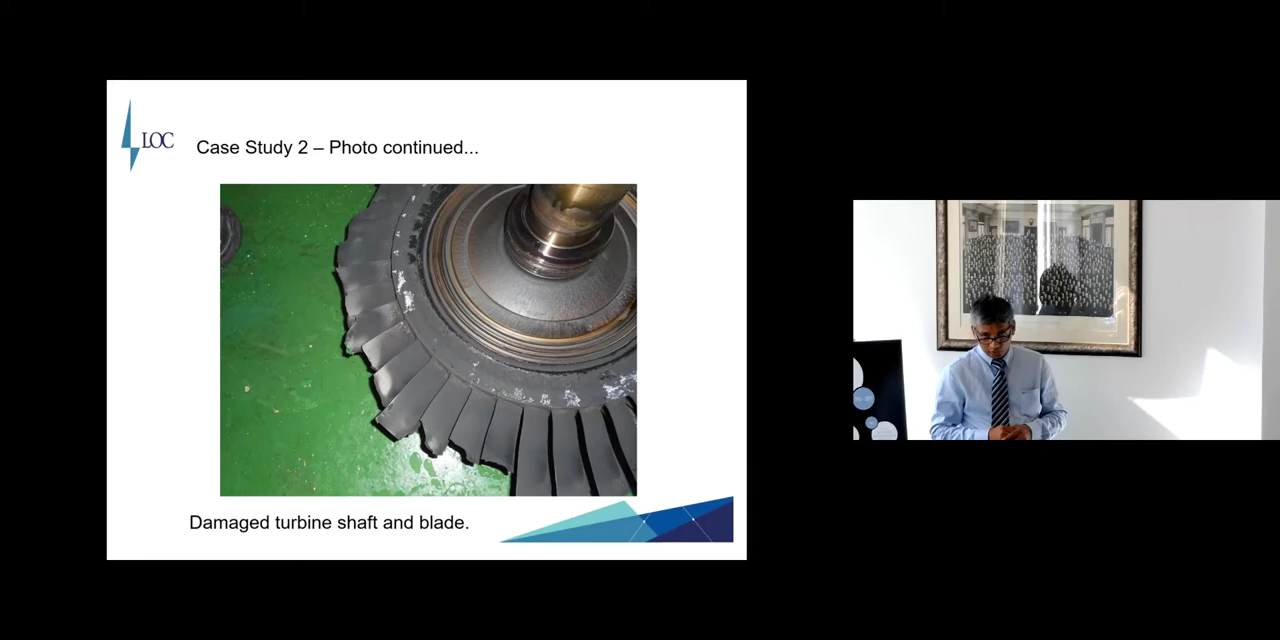 LOC
Case Study 2 – Photo continued...
Damaged turbine shaft and blade.